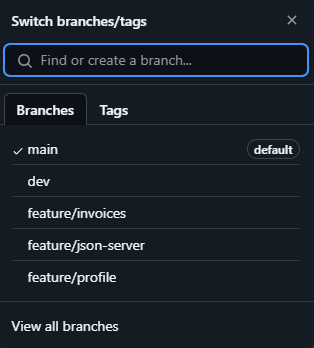 Switch branches/tags
Find or create a branch...
Branches Tags
main default
dev
feature/invoices
feature/json-server
feature/profile
View all branches